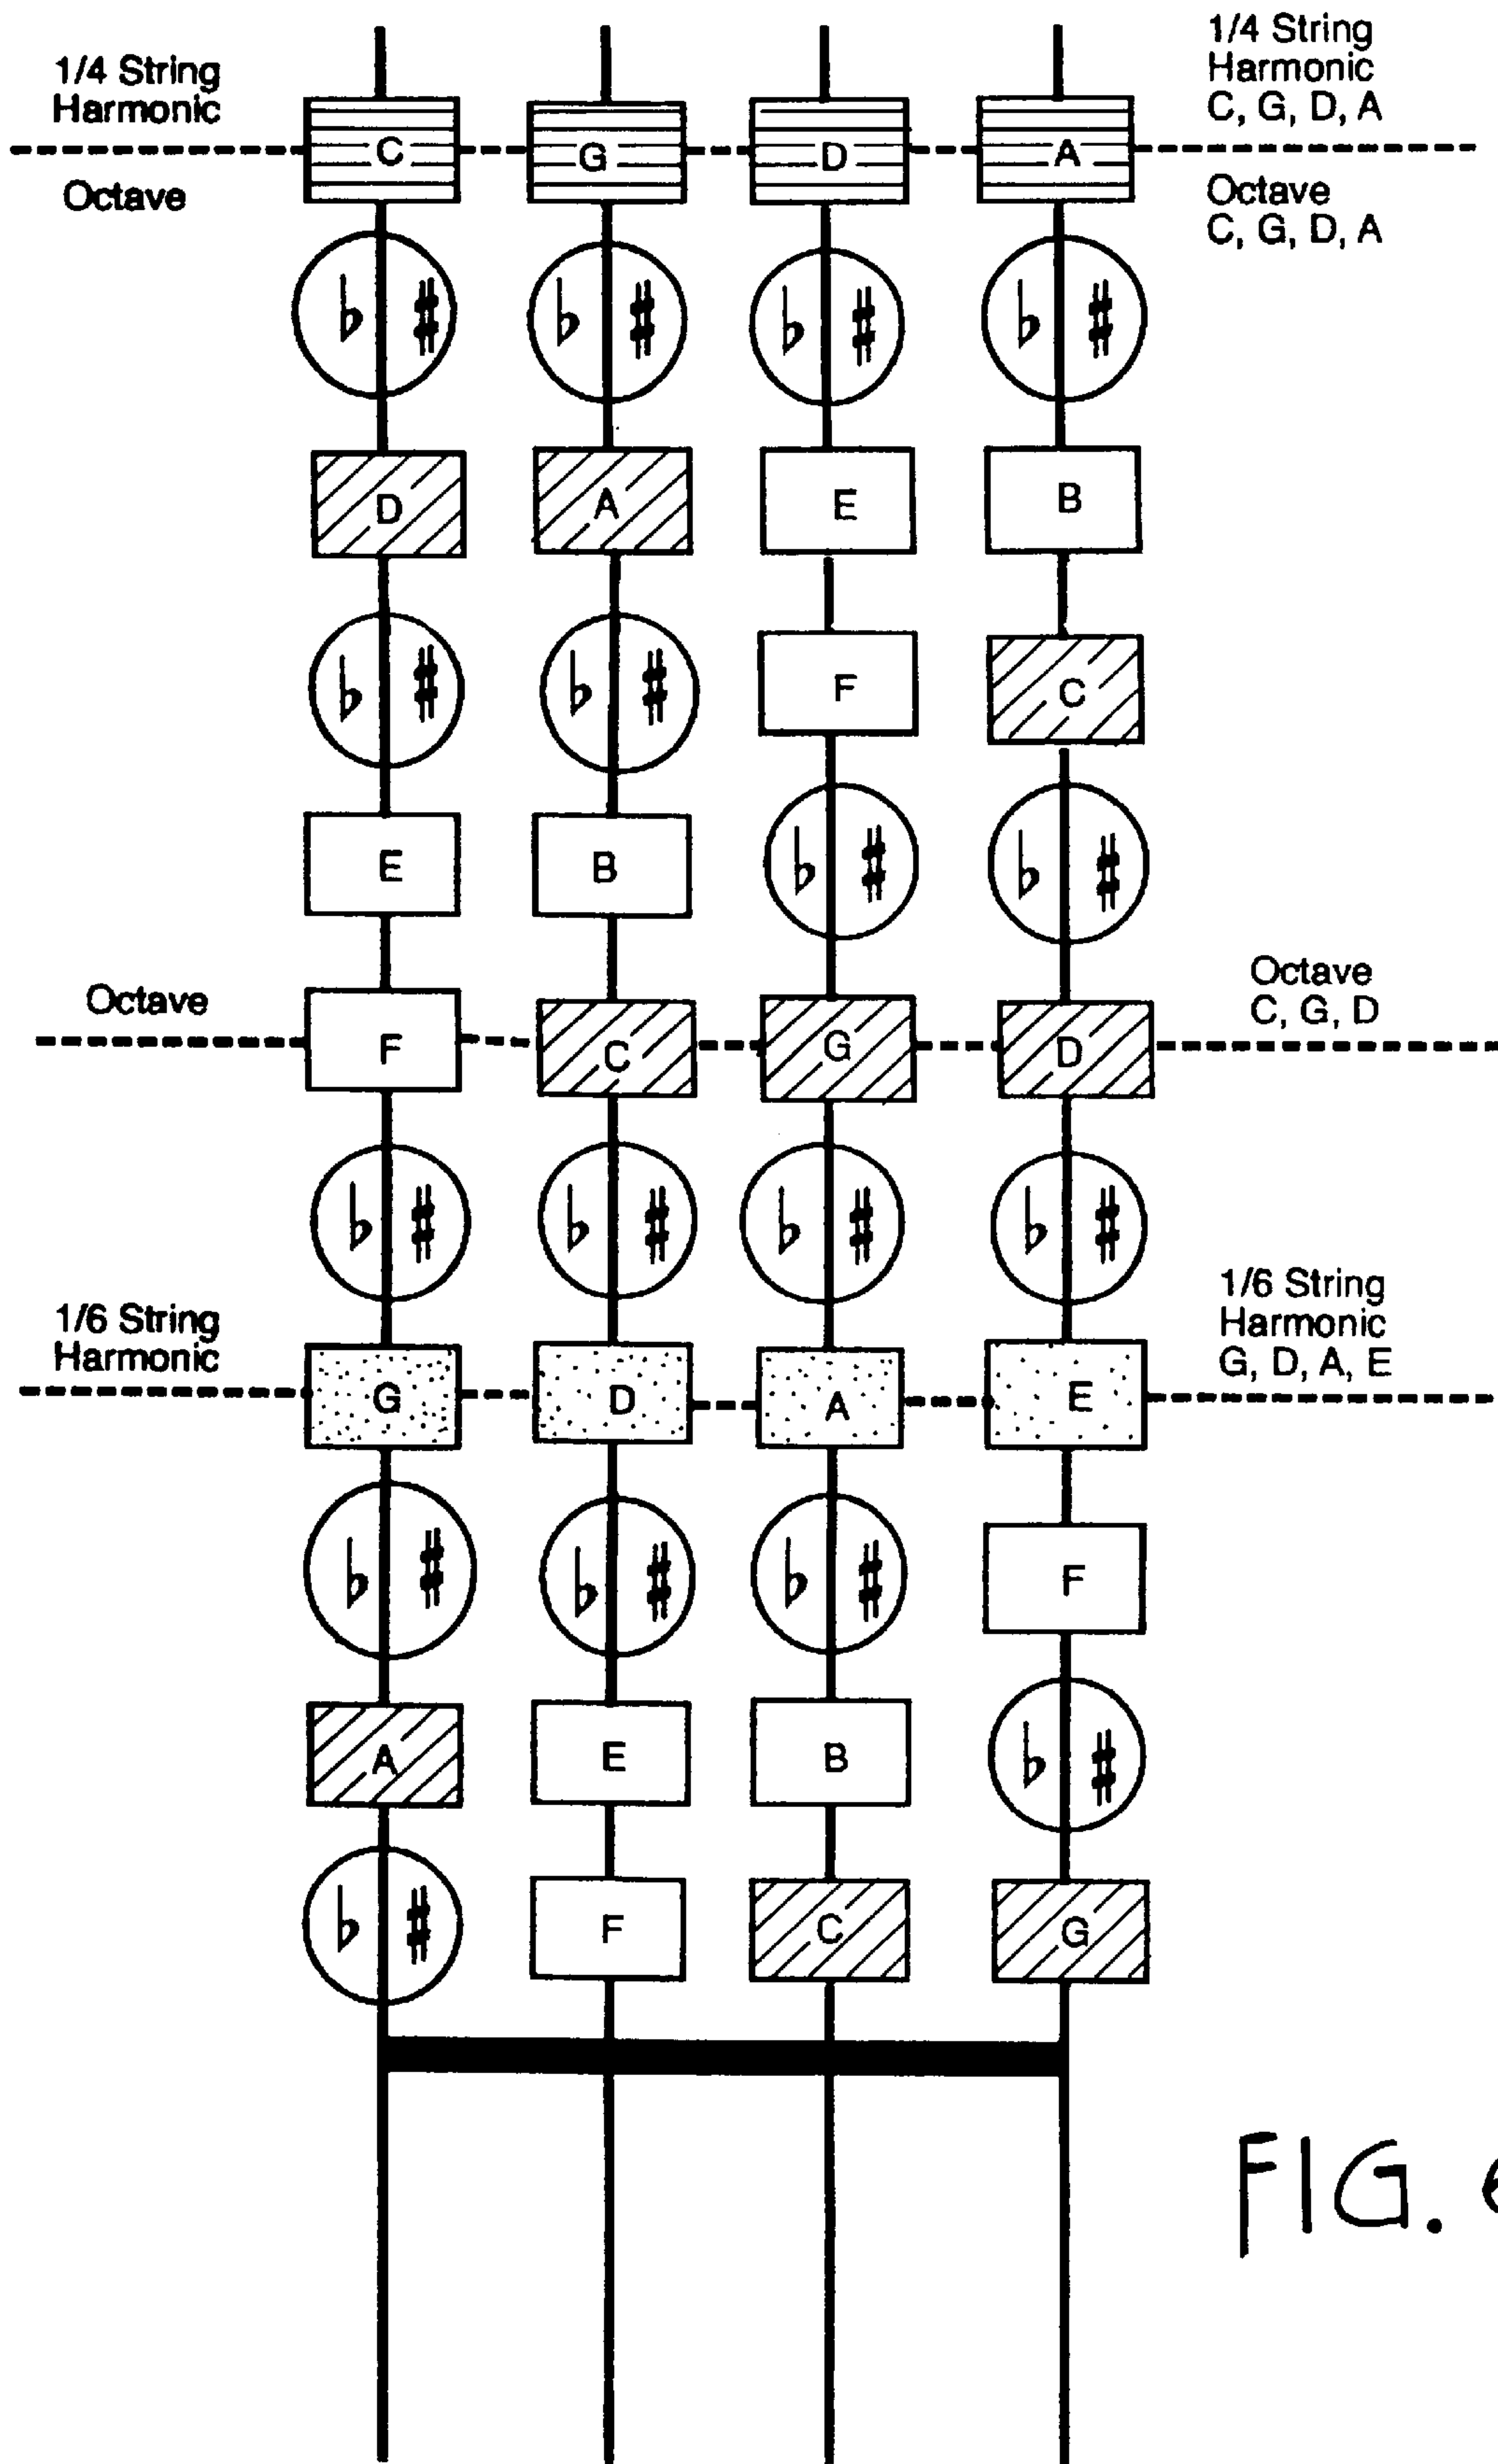 1/4 String
Harmonic
1/4 String
Harmonic
C, G, D, A
C G D A
Octave
Octave
C, G, D, A
♭ ♯ ♭ ♯ ♭ ♯ ♭ ♯
D A E B
♭ ♯ ♭ ♯ F C
E B ♭ ♯ ♭ ♯
Octave
Octave
C, G, D
F C G D
♭ ♯ ♭ ♯ ♭ ♯ ♭ ♯
1/6 String
Harmonic
1/6 String
Harmonic
G, D, A, E
G D A E
♭ ♯ ♭ ♯ ♭ ♯ F
A E B ♭ ♯
♭ ♯ F C G
FIG.